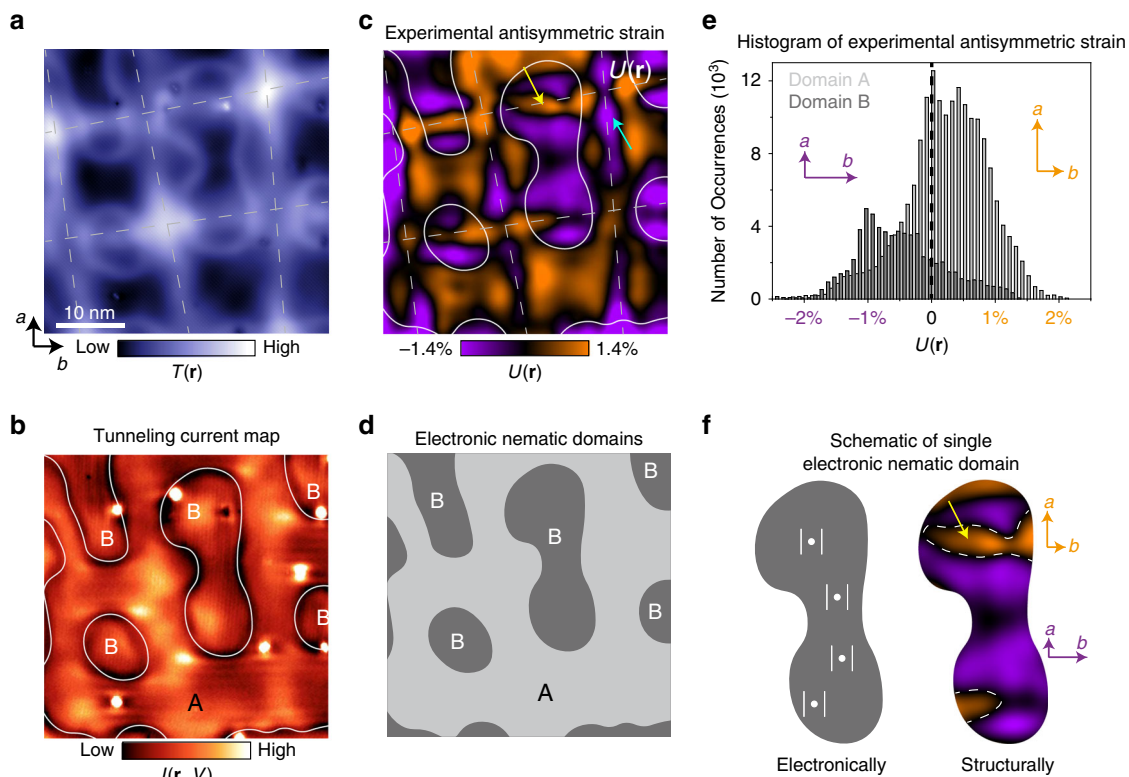 a
10 nm
a
b
Low
High
T(r)
b
Tunneling current map
B
B
B
B
B
A
Low
High
c
Experimental antisymmetric strain
U(r)
–1.4%
1.4%
U(r)
d
Electronic nematic domains
B
B
B
B
B
A
e
Histogram of experimental antisymmetric strain
Number of Occurrences (10³)
12
8
4
0
Domain A
Domain B
a
b
a
b
–2%
–1%
0
1%
2%
U(r)
f
Schematic of single
electronic nematic domain
a
b
a
b
Electronically
Structurally